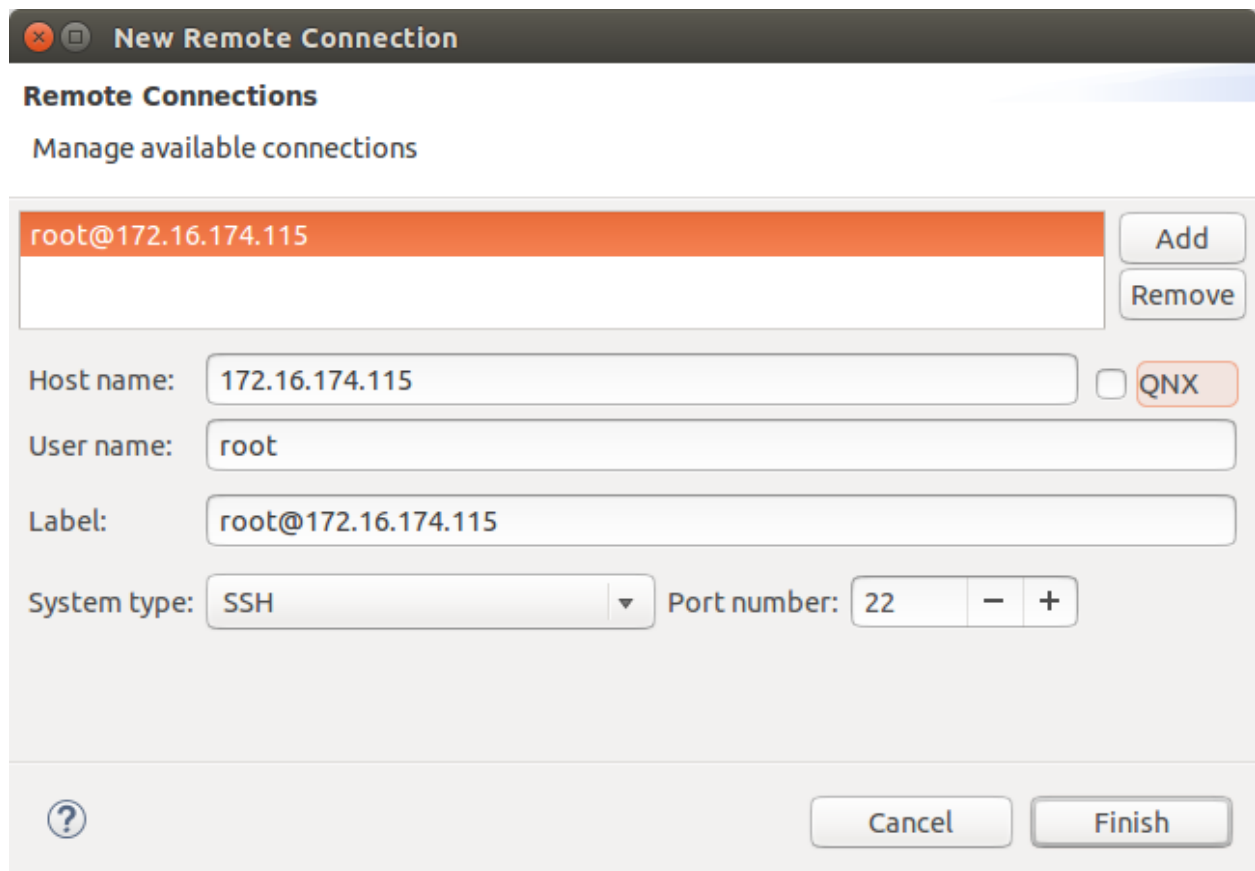 New Remote Connection
Remote Connections
Manage available connections
root@172.16.174.115
Add
Remove
Host name: 172.16.174.115 QNX
User name: root
Label: root@172.16.174.115
System type: SSH Port number: 22 − +
? Cancel Finish